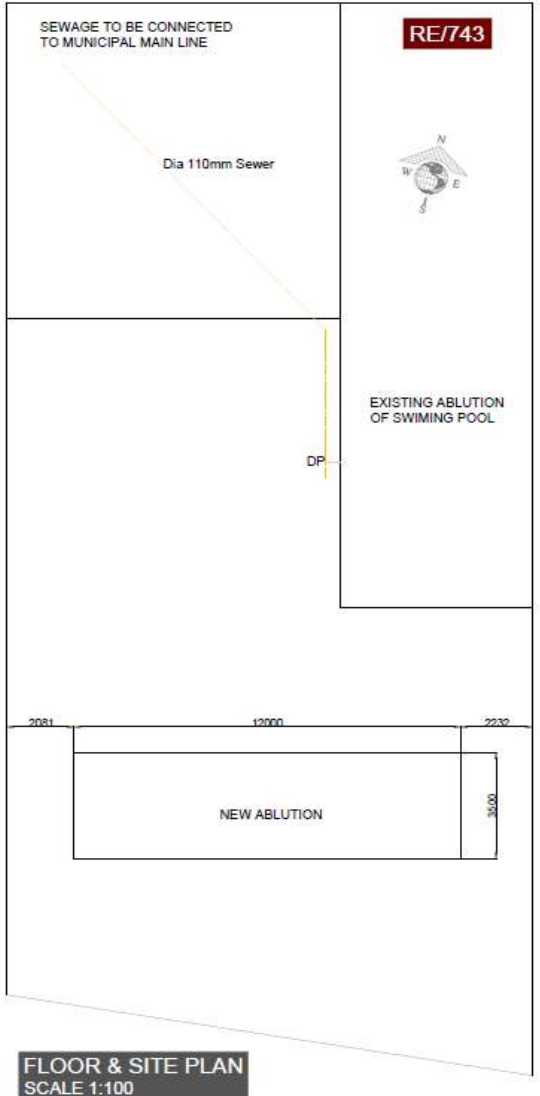 SEWAGE TO BE CONNECTED
TO MUNICIPAL MAIN LINE
RE/743
Dia 110mm Sewer
N
W
E
S
EXISTING ABLUTION
OF SWIMING POOL
DP
2081
12000
2232
NEW ABLUTION
3500
FLOOR & SITE PLAN
SCALE 1:100